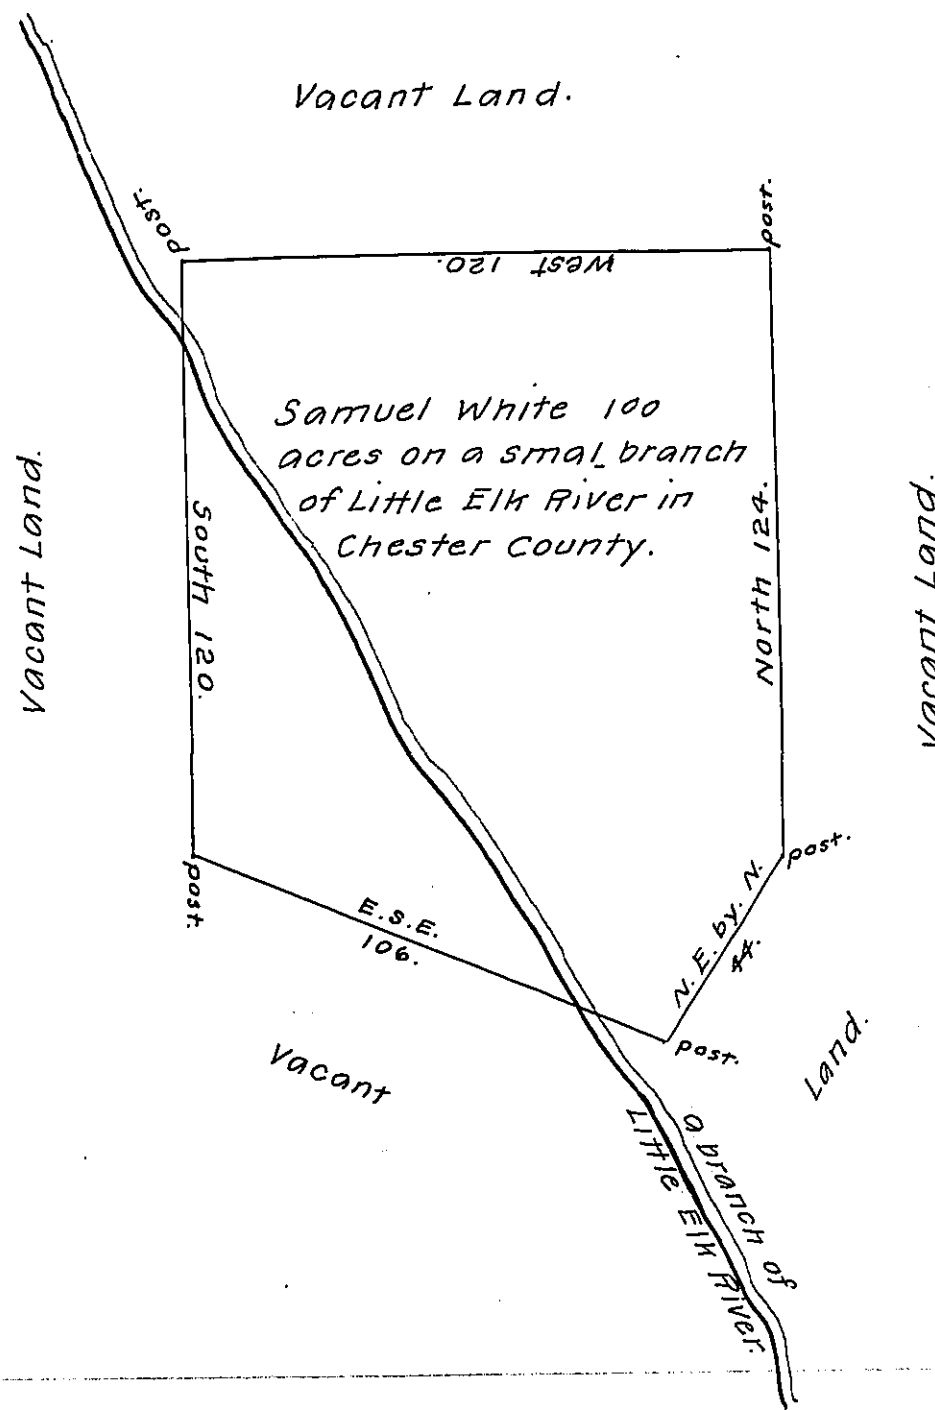 Vacant Land.
post.
post.
West 120.
Samuel White 100
acres on a smal branch
of Little Elk River in
Chester County.
Vacant Land.
South 120.
North 124.
Vacant Land.
post.
E.S.E.
106.
N.E. by. N.
44.
post.
post.
Vacant
Land.
a branch of
Little Elk River.